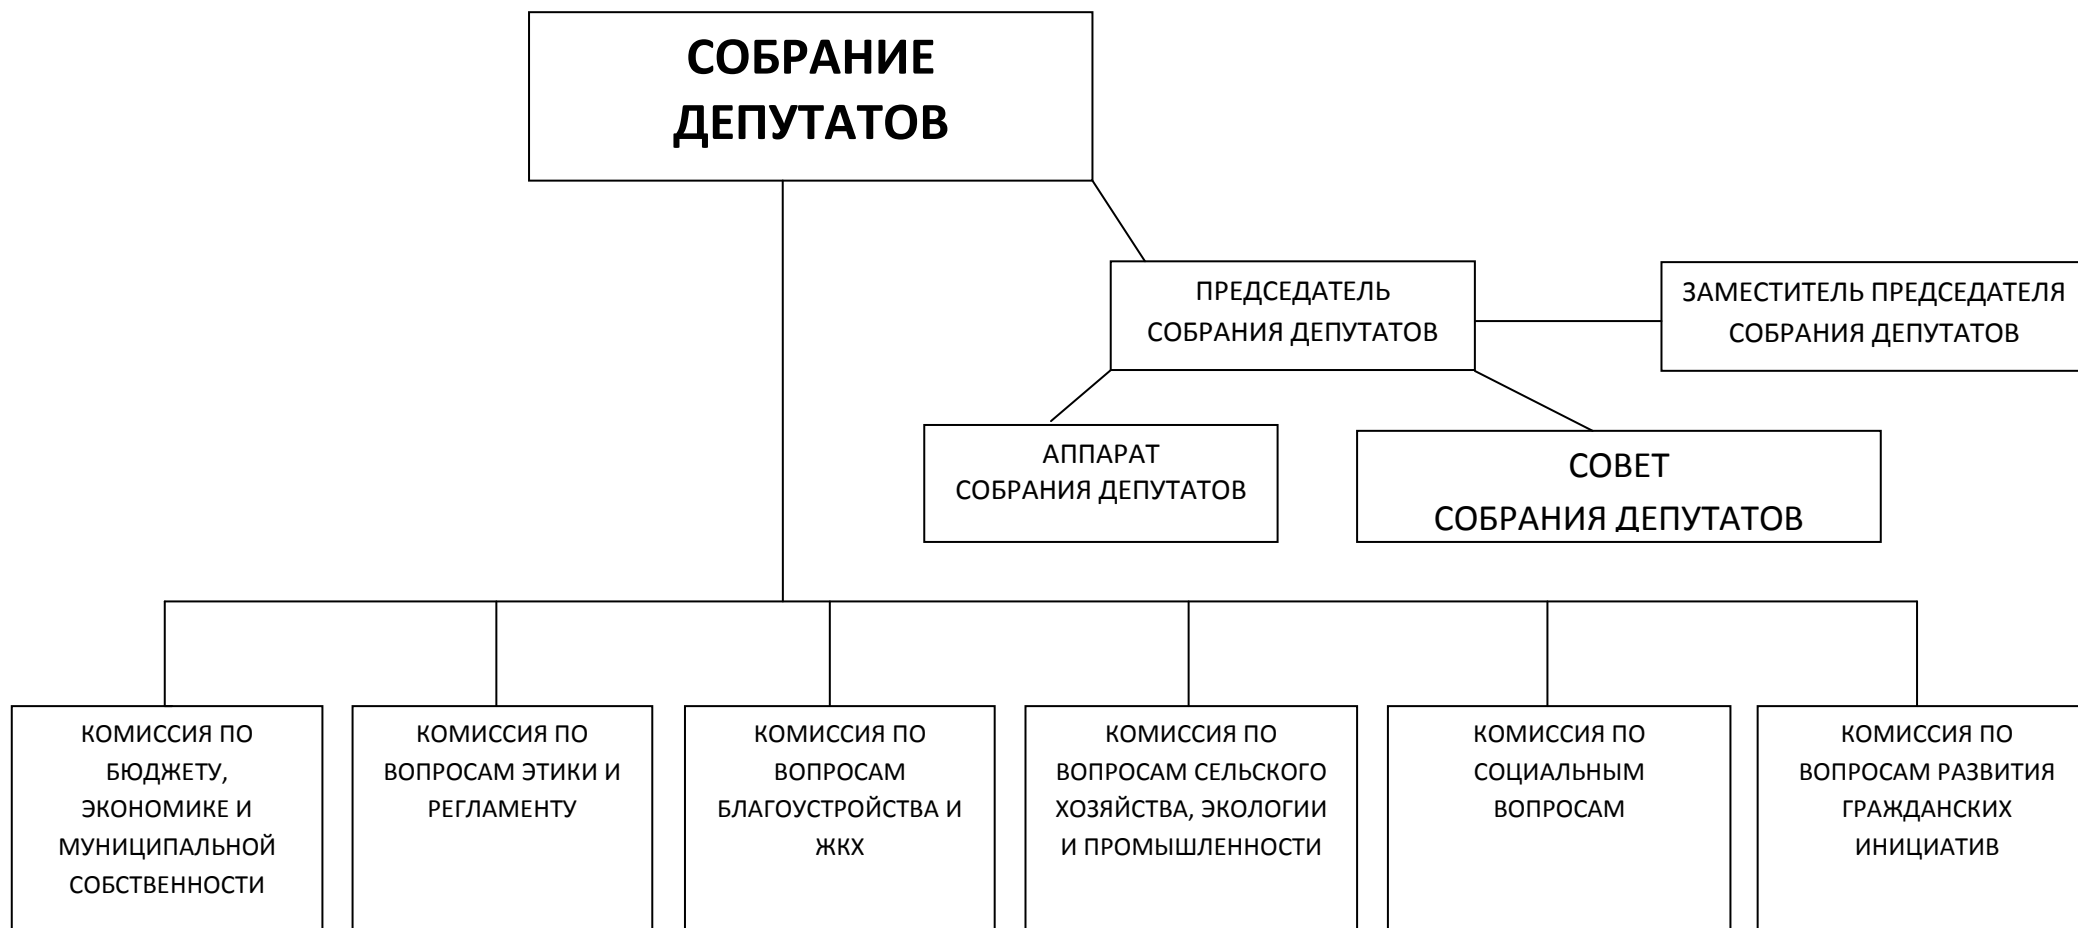 СОБРАНИЕ
ДЕПУТАТОВ
ПРЕДСЕДАТЕЛЬ
СОБРАНИЯ ДЕПУТАТОВ
ЗАМЕСТИТЕЛЬ ПРЕДСЕДАТЕЛЯ
СОБРАНИЯ ДЕПУТАТОВ
АППАРАТ
СОБРАНИЯ ДЕПУТАТОВ
СОВЕТ
СОБРАНИЯ ДЕПУТАТОВ
КОМИССИЯ ПО
БЮДЖЕТУ,
ЭКОНОМИКЕ И
МУНИЦИПАЛЬНОЙ
СОБСТВЕННОСТИ
КОМИССИЯ ПО
ВОПРОСАМ ЭТИКИ И
РЕГЛАМЕНТУ
КОМИССИЯ ПО
ВОПРОСАМ
БЛАГОУСТРОЙСТВА И
ЖКХ
КОМИССИЯ ПО
ВОПРОСАМ СЕЛЬСКОГО
ХОЗЯЙСТВА, ЭКОЛОГИИ
И ПРОМЫШЛЕННОСТИ
КОМИССИЯ ПО
СОЦИАЛЬНЫМ
ВОПРОСАМ
КОМИССИЯ ПО
ВОПРОСАМ РАЗВИТИЯ
ГРАЖДАНСКИХ
ИНИЦИАТИВ